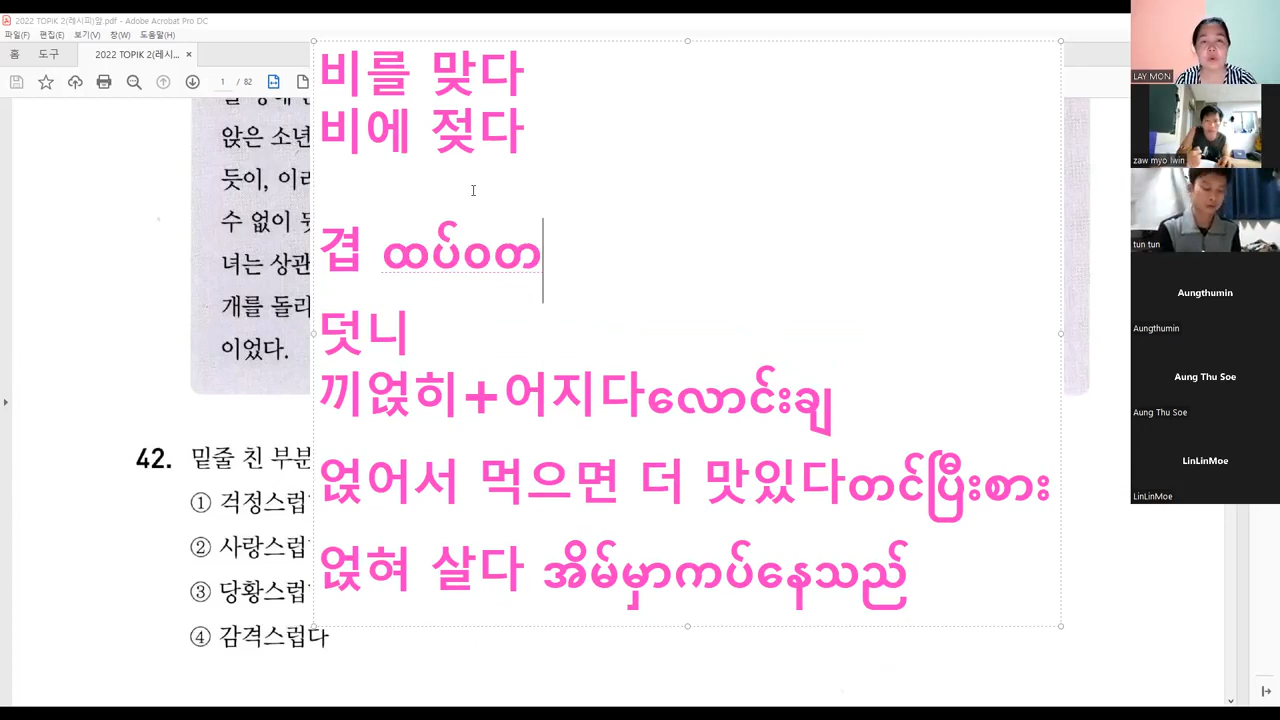 2022 TOPIK 2(레시피)앞.pdf - Adobe Acrobat Pro DC
파일(F) 편집(E) 보기(V) 창(W) 도움말(H)
홈 도구 2022 TOPIK 2(레시... ×
1 / 82
앉은 소년
듯이, 이
수 없이
녀는 상관
개를 돌
이었다.
42. 밑줄 친 부분
① 걱정스럽
② 사랑스럽
③ 당황스럽
④ 감격스럽다
비를 맞다
비에 젖다
겹 ထပ်ဝတ
덧니
끼얹히+어지다လောင်းချ
얹어서 먹으면 더 맛있다တင်ပြီးစား
얹혀 살다 အိမ်မှာကပ်နေသည်
LAY MON
zaw myo lwin
tun tun
Aungthumin
Aungthumin
Aung Thu Soe
Aung Thu Soe
LinLinMoe
LinLinMoe